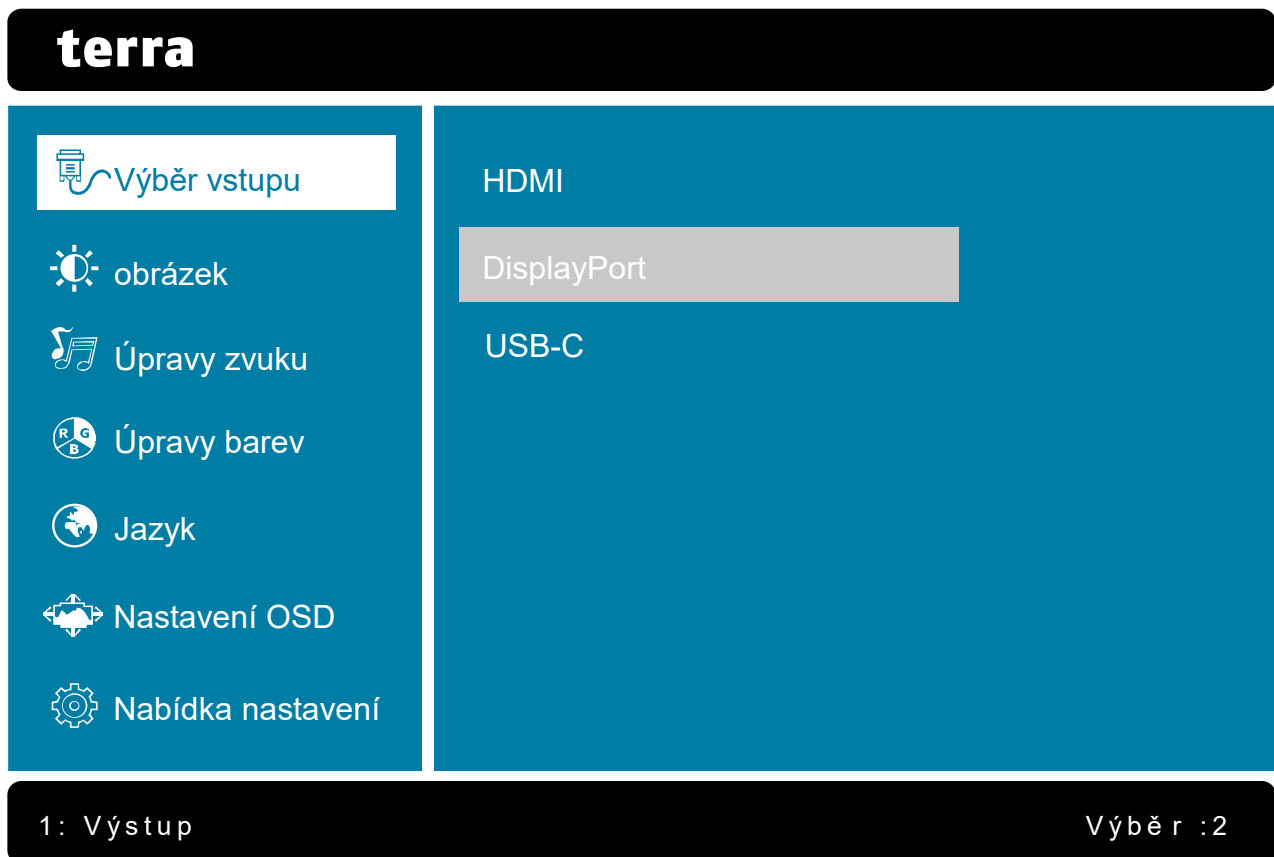 terra
Výběr vstupu
obrázek
Úpravy zvuku
R G B
Úpravy barev
Jazyk
Nastavení OSD
Nabídka nastavení
HDMI
DisplayPort
USB-C
1: Výstup
Výběr :2